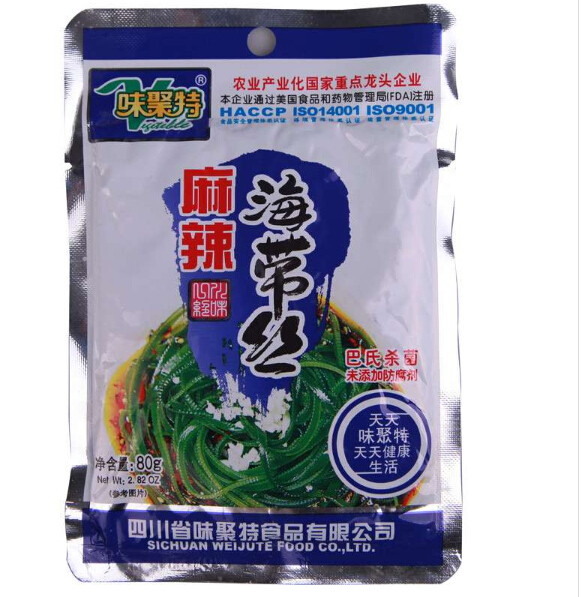 味聚特®
Vegetable
农业产业化国家重点龙头企业
本企业通过美国食品和药物管理局(FDA)注册
HACCP ISO14001 ISO9001
麻辣
海带丝
巴氏杀菌
未添加防腐剂
天天
味聚特
天天健康
生活
净含量:80g
Net Wt: 2.82 OZ
(参考图片)
四川省味聚特食品有限公司
SICHUAN WEIJUTE FOOD CO.,LTD.